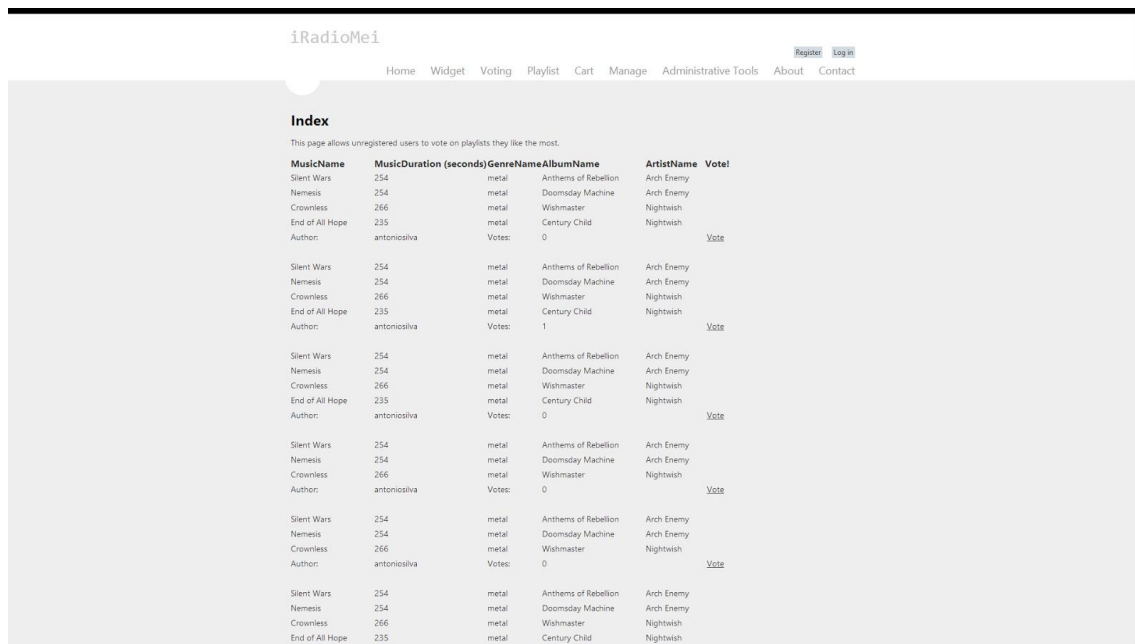 iRadioMei
Register Log in
Home Widget Voting Playlist Cart Manage Administrative Tools About Contact
Index
This page allows unregistered users to vote on playlists they like the most.
MusicName MusicDuration (seconds) GenreName AlbumName ArtistName Vote!
Silent Wars 254 metal Anthems of Rebellion Arch Enemy
Nemesis 254 metal Doomsday Machine Arch Enemy
Crownless 266 metal Wishmaster Nightwish
End of All Hope 235 metal Century Child Nightwish
Author: antoniosilva Votes: 0 Vote
Silent Wars 254 metal Anthems of Rebellion Arch Enemy
Nemesis 254 metal Doomsday Machine Arch Enemy
Crownless 266 metal Wishmaster Nightwish
End of All Hope 235 metal Century Child Nightwish
Author: antoniosilva Votes: 1 Vote
Silent Wars 254 metal Anthems of Rebellion Arch Enemy
Nemesis 254 metal Doomsday Machine Arch Enemy
Crownless 266 metal Wishmaster Nightwish
End of All Hope 235 metal Century Child Nightwish
Author: antoniosilva Votes: 0 Vote
Silent Wars 254 metal Anthems of Rebellion Arch Enemy
Nemesis 254 metal Doomsday Machine Arch Enemy
Crownless 266 metal Wishmaster Nightwish
Author: antoniosilva Votes: 0 Vote
Silent Wars 254 metal Anthems of Rebellion Arch Enemy
Nemesis 254 metal Doomsday Machine Arch Enemy
Crownless 266 metal Wishmaster Nightwish
Author: antoniosilva Votes: 0 Vote
Silent Wars 254 metal Anthems of Rebellion Arch Enemy
Nemesis 254 metal Doomsday Machine Arch Enemy
Crownless 266 metal Wishmaster Nightwish
End of All Hope 235 metal Century Child Nightwish